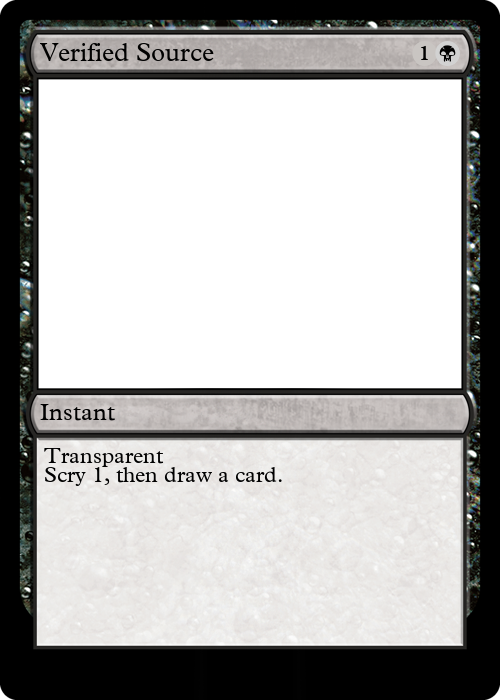 Verified Source 1
Instant
Transparent
Scry 1, then draw a card.